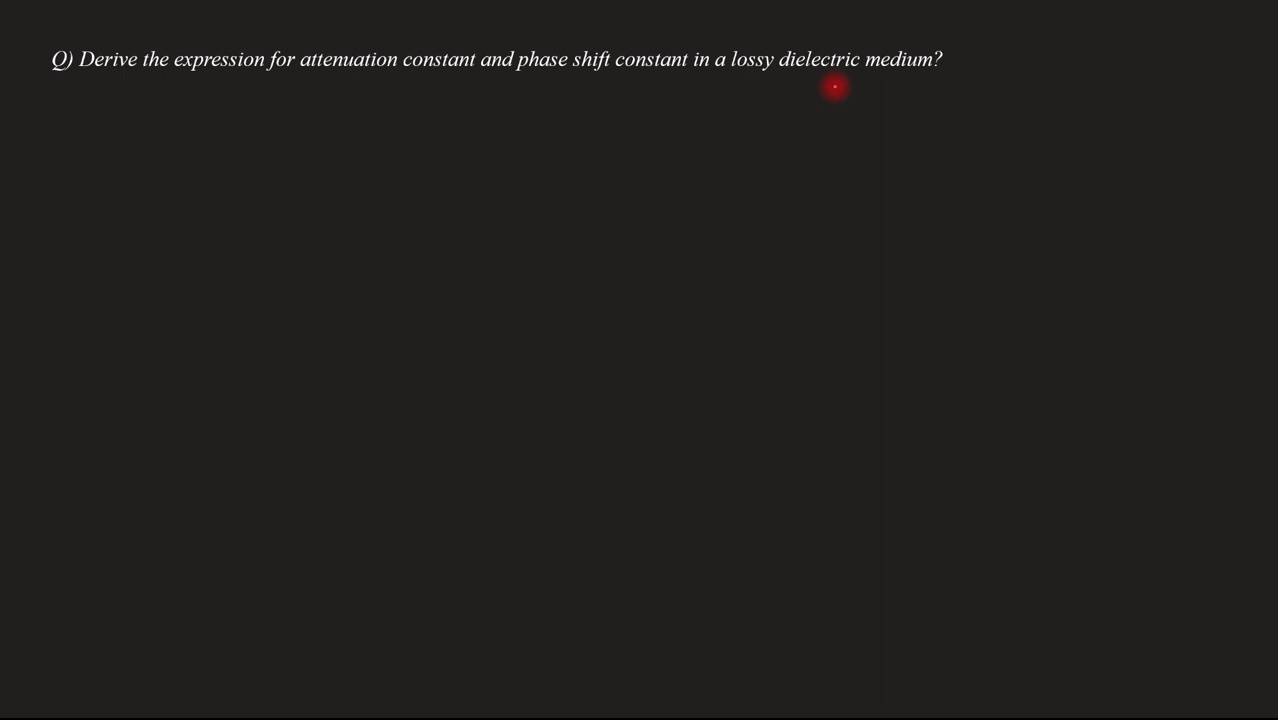 Q) Derive the expression for attenuation constant and phase shift constant in a lossy dielectric medium?